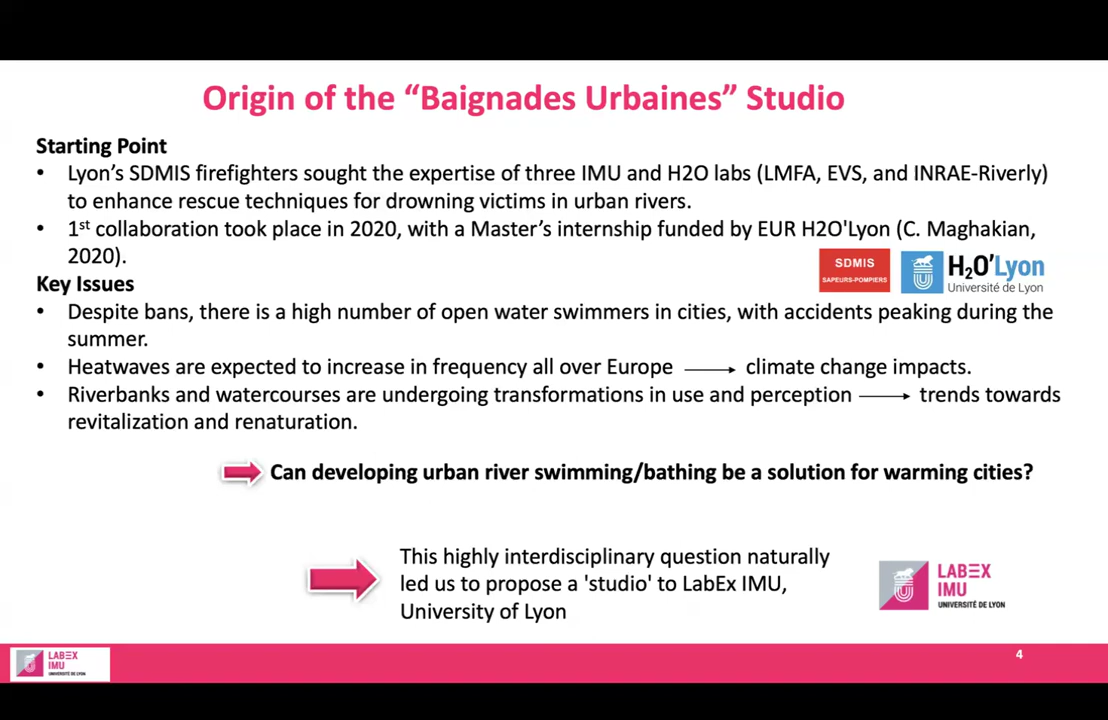 Origin of the “Baignades Urbaines” Studio
Starting Point
• Lyon’s SDMIS firefighters sought the expertise of three IMU and H2O labs (LMFA, EVS, and INRAE-Riverly)
to enhance rescue techniques for drowning victims in urban rivers.
• 1st collaboration took place in 2020, with a Master’s internship funded by EUR H2O'Lyon (C. Maghakian,
2020).
SDMIS
SAPEURS-POMPIERS
H2O’Lyon
Université de Lyon
Key Issues
• Despite bans, there is a high number of open water swimmers in cities, with accidents peaking during the
summer.
• Heatwaves are expected to increase in frequency all over Europe → climate change impacts.
• Riverbanks and watercourses are undergoing transformations in use and perception → trends towards
revitalization and renaturation.
Can developing urban river swimming/bathing be a solution for warming cities?
This highly interdisciplinary question naturally
led us to propose a 'studio' to LabEx IMU,
University of Lyon
LABEX
IMU
UNIVERSITÉ DE LYON
LABEX
IMU
UNIVERSITÉ DE LYON
4